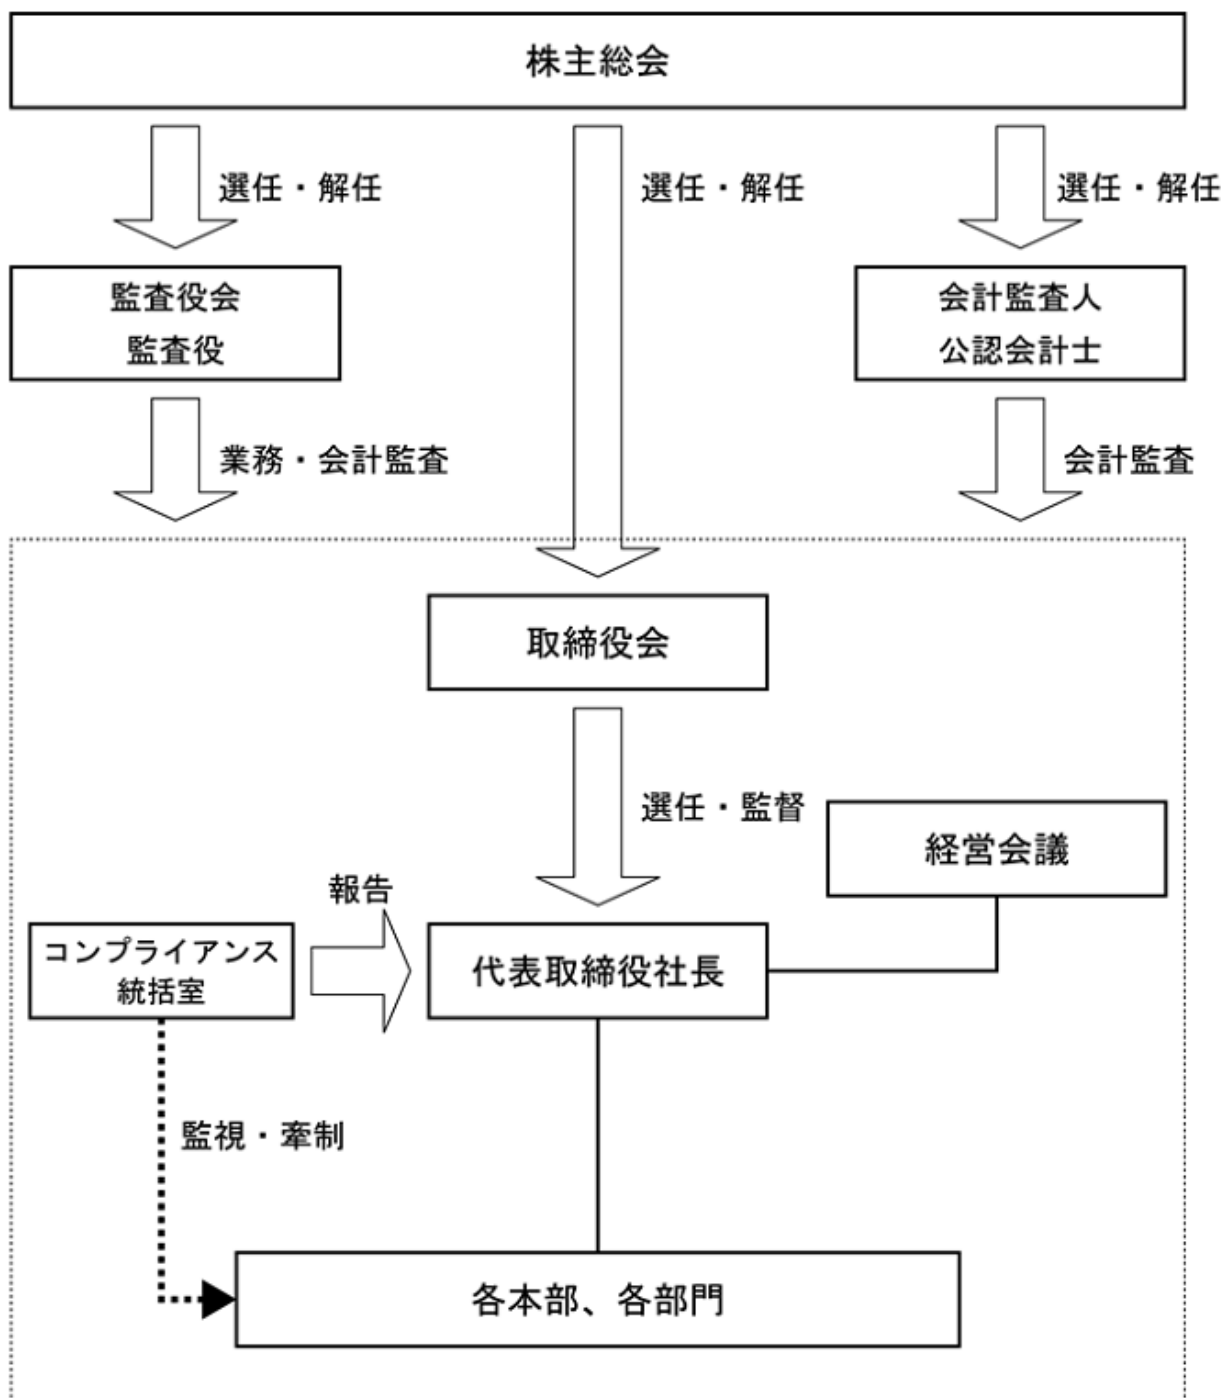 株主総会
選任・解任
選任・解任
選任・解任
監査役会
監査役
会計監査人
公認会計士
業務・会計監査
会計監査
取締役会
選任・監督
経営会議
報告
コンプライアンス
統括室
代表取締役社長
監視・牽制
各本部、各部門